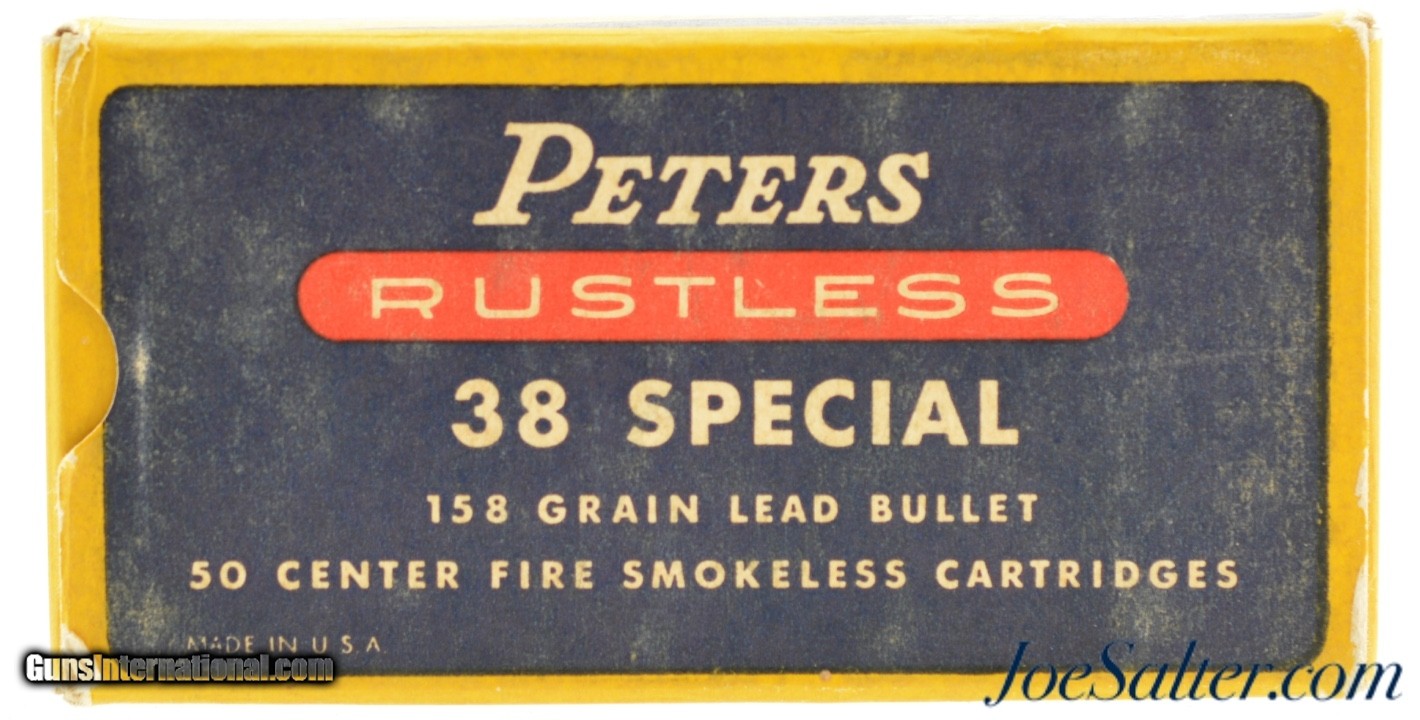 PETERS
RUSTLESS
38 SPECIAL
158 GRAIN LEAD BULLET
50 CENTER FIRE SMOKELESS CARTRIDGES
MADE IN U.S.A.
GunsInternational.com
JoeSalter.com